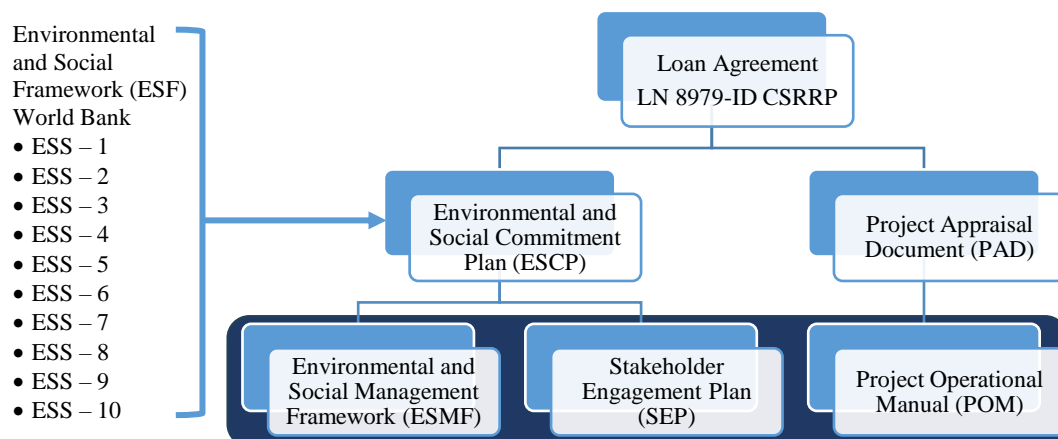 Environmental
and Social
Framework (ESF)
World Bank
• ESS – 1
• ESS – 2
• ESS – 3
• ESS – 4
• ESS – 5
• ESS – 6
• ESS – 7
• ESS – 8
• ESS – 9
• ESS – 10
Loan Agreement
LN 8979-ID CSRRP
Environmental and
Social Commitment
Plan (ESCP)
Project Appraisal
Document (PAD)
Environmental and
Social Management
Framework (ESMF)
Stakeholder
Engagement Plan
(SEP)
Project Operational
Manual (POM)